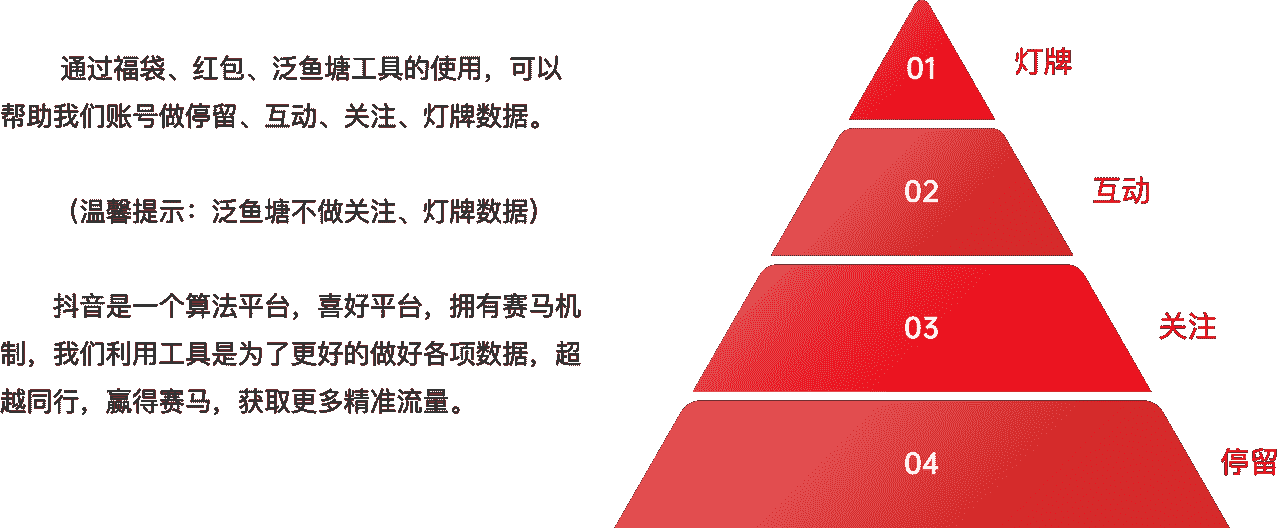 通过福袋、红包、泛鱼塘工具的使用，可以
帮助我们账号做停留、互动、关注、灯牌数据。
（温馨提示：泛鱼塘不做关注、灯牌数据）
抖音是一个算法平台，喜好平台，拥有赛马机
制，我们利用工具是为了更好的做好各项数据，超
越同行，赢得赛马，获取更多精准流量。
01 灯牌
02 互动
03 关注
04 停留